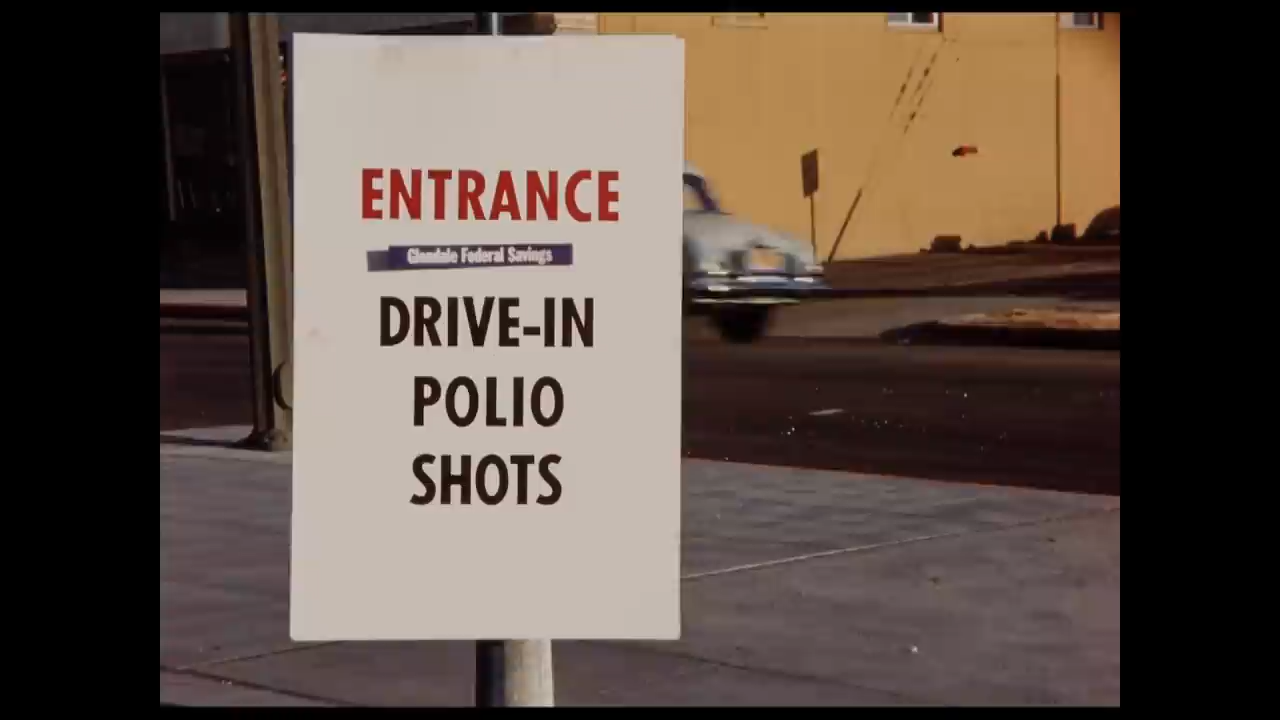 ENTRANCE
Glendale Federal Savings
DRIVE-IN
POLIO
SHOTS